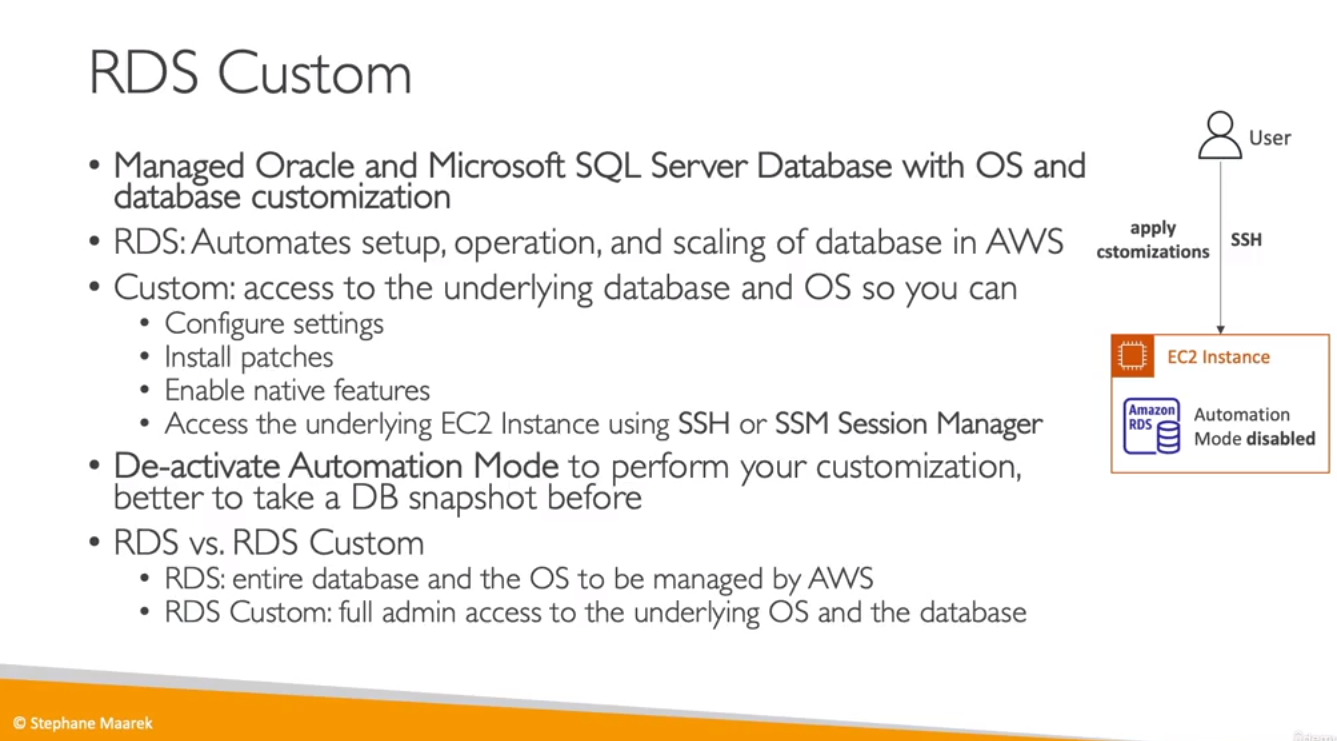 RDS Custom
• Managed Oracle and Microsoft SQL Server Database with OS and
database customization
• RDS: Automates setup, operation, and scaling of database in AWS
• Custom: access to the underlying database and OS so you can
• Configure settings
• Install patches
• Enable native features
• Access the underlying EC2 Instance using SSH or SSM Session Manager
• De-activate Automation Mode to perform your customization,
better to take a DB snapshot before
• RDS vs. RDS Custom
• RDS: entire database and the OS to be managed by AWS
• RDS Custom: full admin access to the underlying OS and the database
User
apply
cstomizations
SSH
EC2 Instance
Amazon
RDS
Automation
Mode disabled
© Stephane Maarek